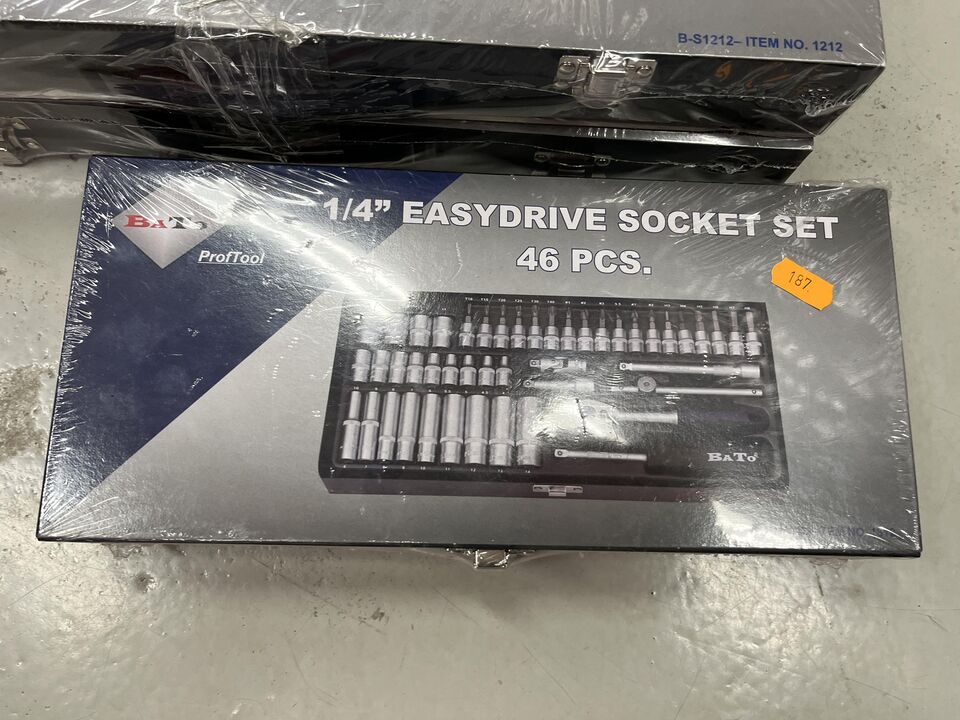 B-S1212– ITEM NO. 1212
BATO
ProfTool
1/4” EASYDRIVE SOCKET SET
46 PCS.
187.
BATO